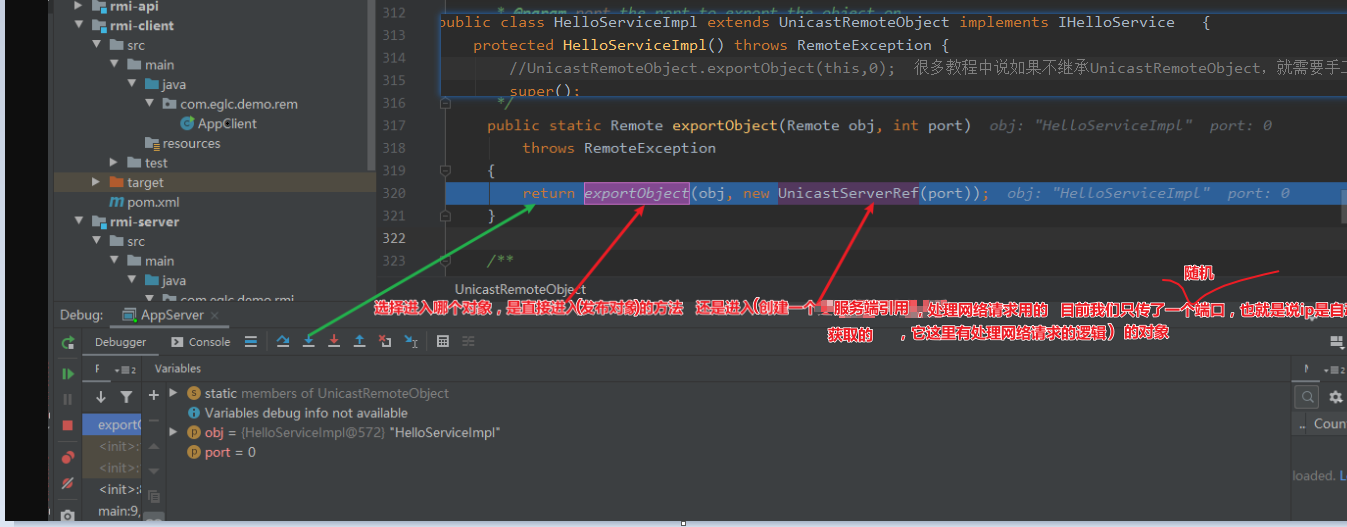 rmi-api
rmi-client
src
main
java
com.eglc.demo.rem
AppClient
resources
test
target
pom.xml
rmi-server
src
main
java
com.eglc.demo.rmi
312
313
314
315
316
317
318
319
320
321
322
323
* @param port the port to export the object on
public class HelloServiceImpl extends UnicastRemoteObject implements IHelloService {
protected HelloServiceImpl() throws RemoteException {
//UnicastRemoteObject.exportObject(this,0); 很多教程中说如果不继承UnicastRemoteObject，就需要手工
super();
*/
public static Remote exportObject(Remote obj, int port) obj: "HelloServiceImpl" port: 0
throws RemoteException
{
return exportObject(obj, new UnicastServerRef(port)); obj: "HelloServiceImpl" port: 0
}
/**
UnicastRemoteObject
随机
选择进入哪个对象，是直接进入(发布对象)的方法 还是进入(创建一个 服务端引用，处理网络请求用的 目前我们只传了一个端口，也就是说ip是自动
获取的 ，它这里有处理网络请求的逻辑）的对象
Debug: AppServer
Debugger Console
F 2 Variables
static members of UnicastRemoteObject
Variables debug info not available
obj = {HelloServiceImpl@572} "HelloServiceImpl"
port = 0
exportO
<init>:
<init>:
<init>:8
main:9,
2
.. Coun
loaded. L